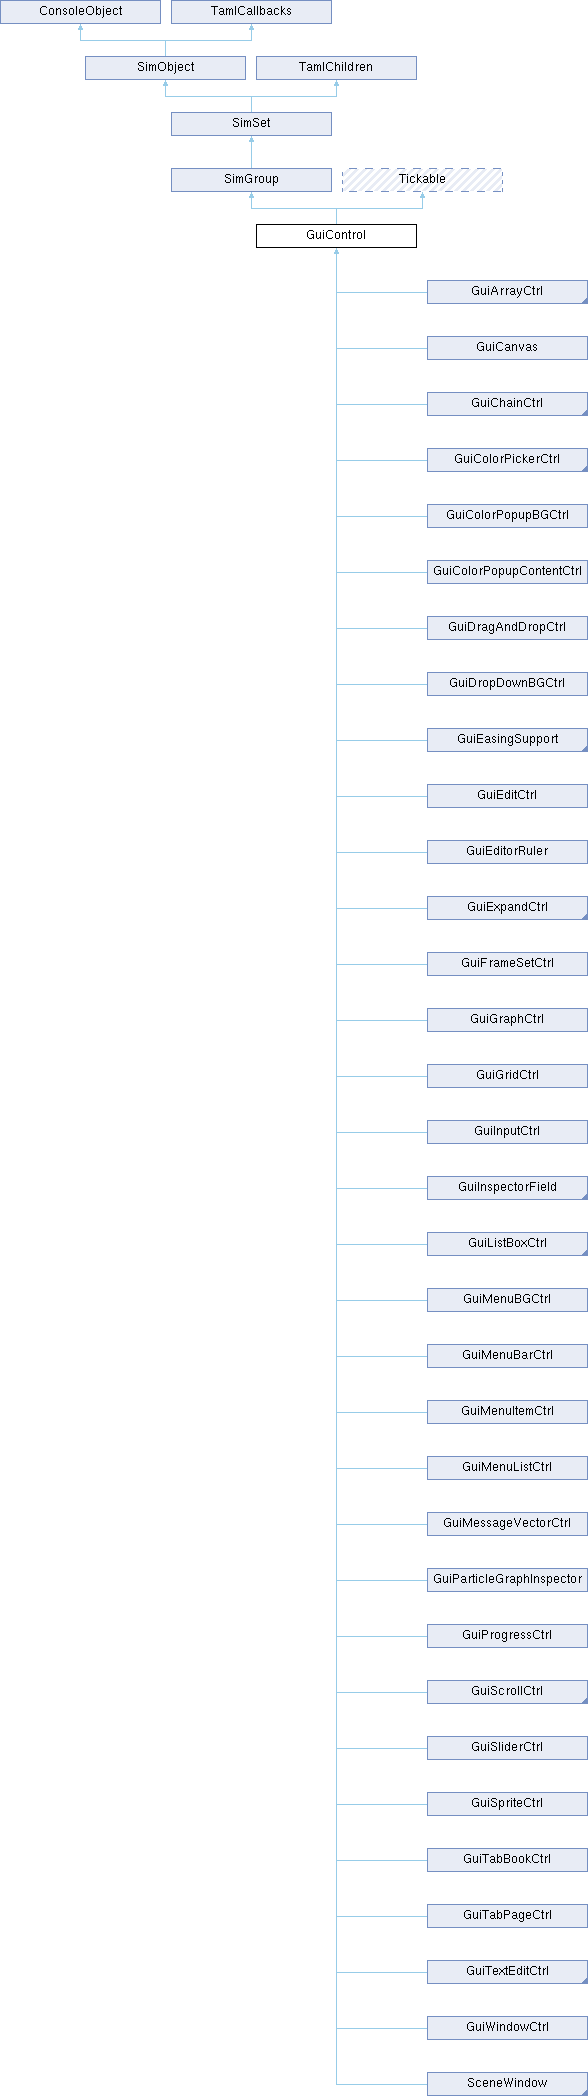 ConsoleObject
TamlCallbacks
SimObject
TamlChildren
SimSet
SimGroup
Tickable
GuiControl
GuiArrayCtrl
GuiCanvas
GuiChainCtrl
GuiColorPickerCtrl
GuiColorPopupBGCtrl
GuiColorPopupContentCtrl
GuiDragAndDropCtrl
GuiDropDownBGCtrl
GuiEasingSupport
GuiEditCtrl
GuiEditorRuler
GuiExpandCtrl
GuiFrameSetCtrl
GuiGraphCtrl
GuiGridCtrl
GuiInputCtrl
GuiInspectorField
GuiListBoxCtrl
GuiMenuBGCtrl
GuiMenuBarCtrl
GuiMenuItemCtrl
GuiMenuListCtrl
GuiMessageVectorCtrl
GuiParticleGraphInspector
GuiProgressCtrl
GuiScrollCtrl
GuiSliderCtrl
GuiSpriteCtrl
GuiTabBookCtrl
GuiTabPageCtrl
GuiTextEditCtrl
GuiWindowCtrl
SceneWindow